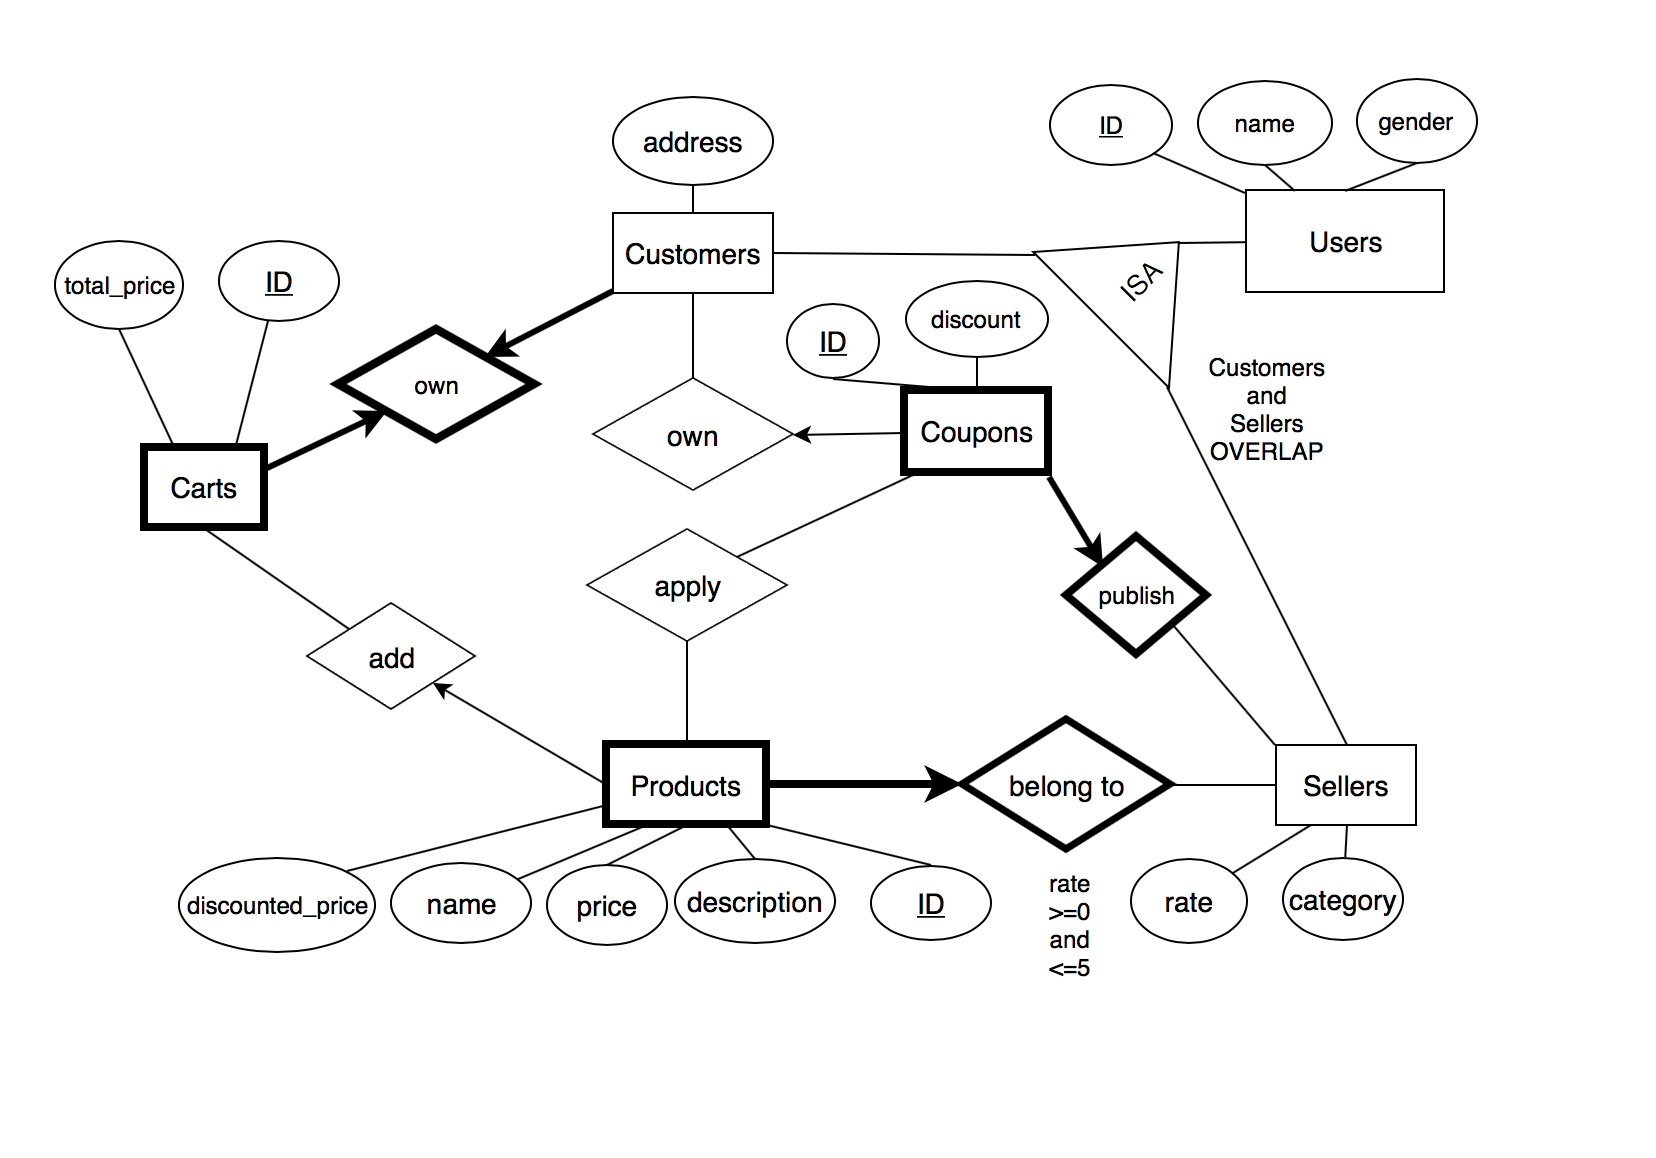 ID
name
gender
address
Users
Customers
ISA
total_price
ID
ID
discount
Customers
and
Sellers
OVERLAP
own
own
Coupons
Carts
apply
publish
add
Products
belong to
Sellers
discounted_price
name
price
description
ID
rate
>=0
and
<=5
rate
category